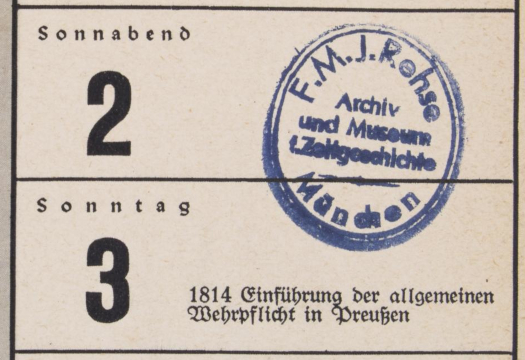 Sonnabend
2
F.M.J. Rehse
Archiv
und Museum
f. Zeitgeschichte
München
Sonntag
3
1814 Einführung der allgemeinen
Wehrpflicht in Preußen